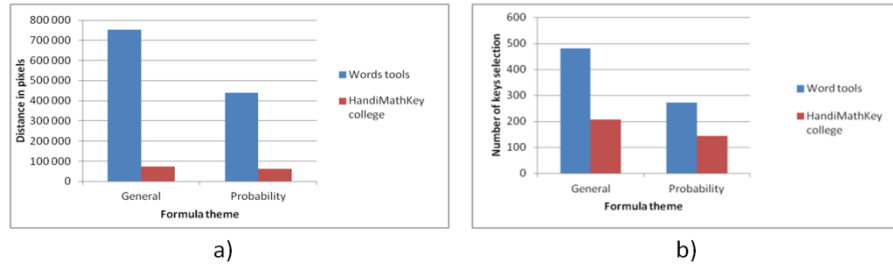 800 000
700 000
600 000
500 000
400 000
300 000
200 000
100 000
0
Distance in pixels
General
Probability
Formula theme
Words tools
HandiMathKey
college
a)
600
500
400
300
200
100
0
Number of keys selection
General
Probability
Formula theme
Word tools
HandiMathKey
college
b)